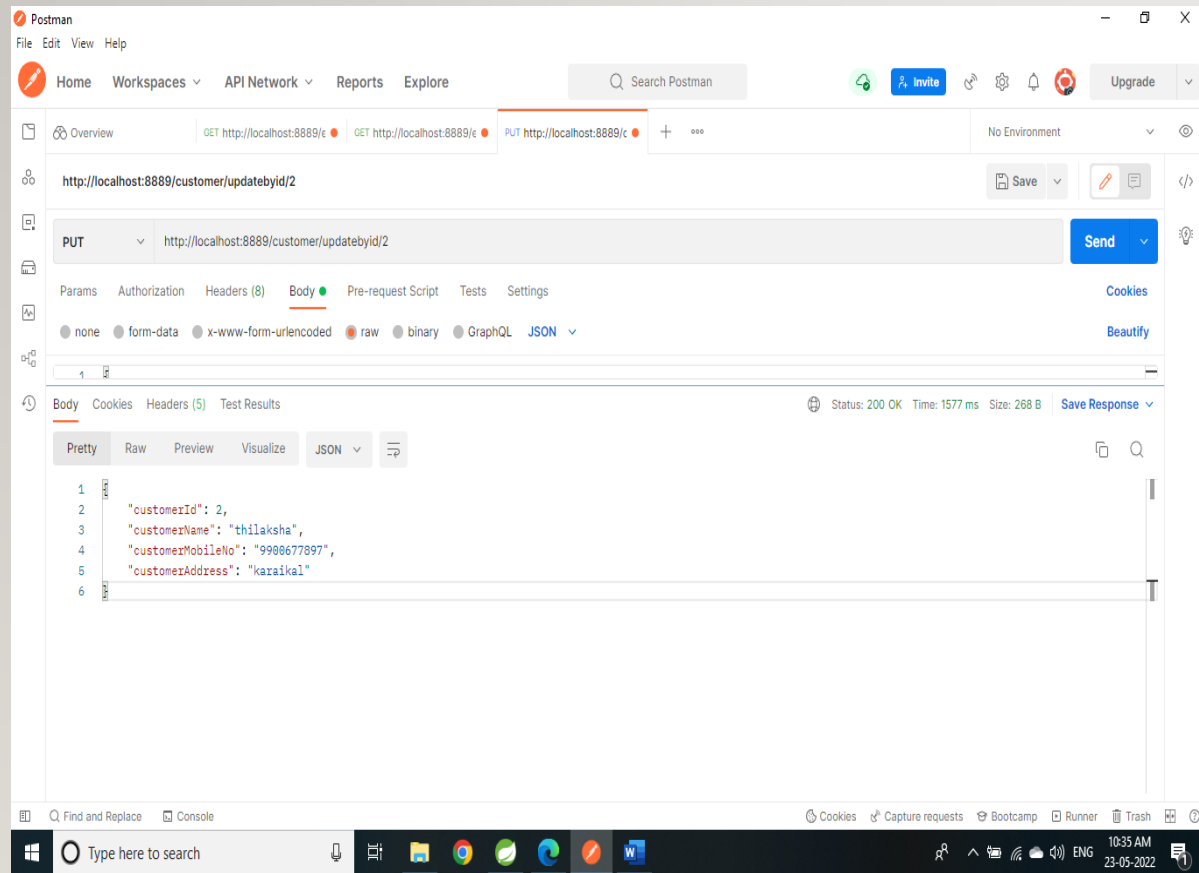 Postman
File Edit View Help
Home Workspaces API Network Reports Explore Search Postman Invite Upgrade
Overview GET http://localhost:8889/e GET http://localhost:8889/e PUT http://localhost:8889/c No Environment
http://localhost:8889/customer/updatebyid/2 Save
PUT http://localhost:8889/customer/updatebyid/2 Send
Params Authorization Headers (8) Body Pre-request Script Tests Settings Cookies
none form-data x-www-form-urlencoded raw binary GraphQL JSON Beautify
1 {
Body Cookies Headers (5) Test Results Status: 200 OK Time: 1577 ms Size: 268 B Save Response
Pretty Raw Preview Visualize JSON
1 {
2 "customerId": 2,
3 "customerName": "thilaksha",
4 "customerMobileNo": "9900677897",
5 "customerAddress": "karaikal"
6 }
Find and Replace Console Cookies Capture requests Bootcamp Runner Trash
Type here to search ENG 10:35 AM
23-05-2022 1